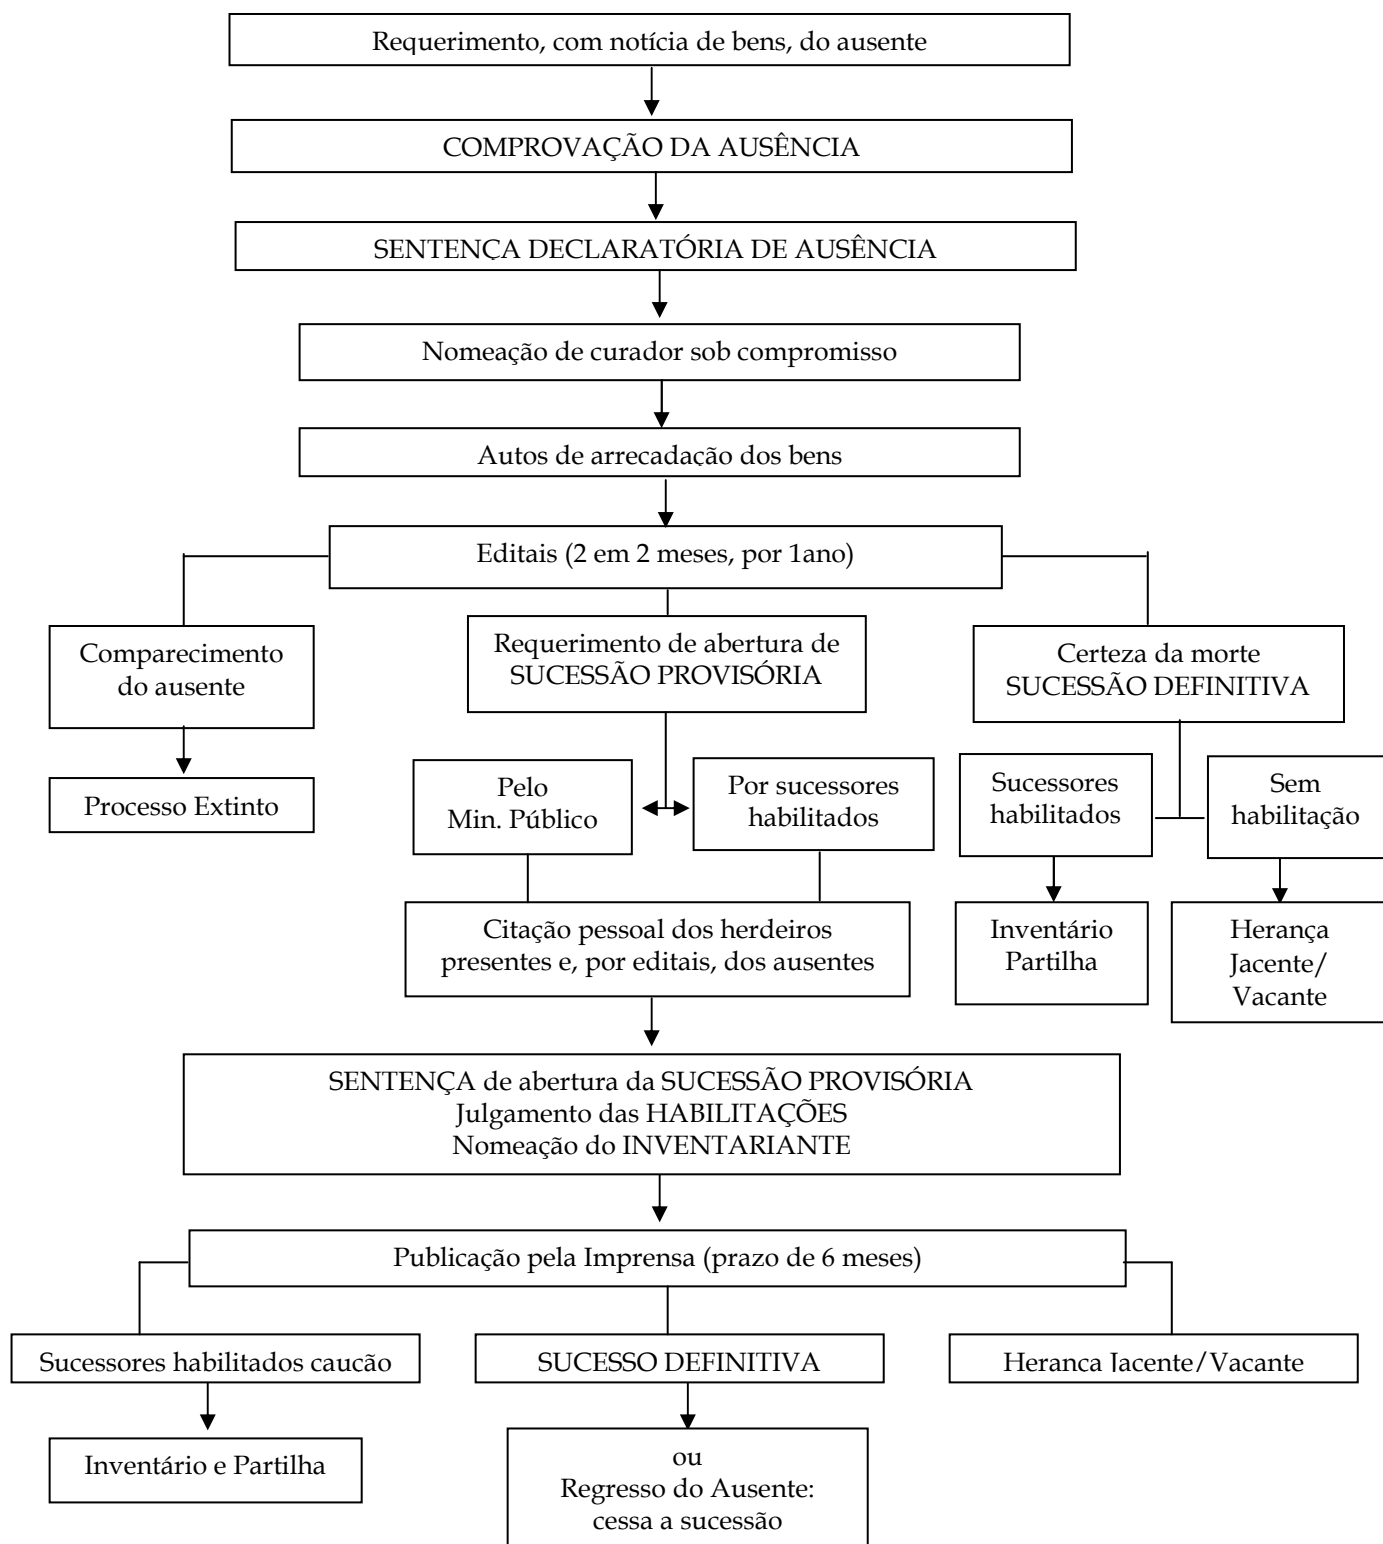 Requerimento, com notícia de bens, do ausente
COMPROVAÇÃO DA AUSÊNCIA
SENTENÇA DECLARATÓRIA DE AUSÊNCIA
Nomeação de curador sob compromisso
Autos de arrecadação dos bens
Editais (2 em 2 meses, por 1ano)
Comparecimento
do ausente
Requerimento de abertura de
SUCESSÃO PROVISÓRIA
Certeza da morte
SUCESSÃO DEFINITIVA
Processo Extinto
Pelo
Min. Público
Por sucessores
habilitados
Sucessores
habilitados
Sem
habilitação
Citação pessoal dos herdeiros
presentes e, por editais, dos ausentes
Inventário
Partilha
Herança
Jacente/
Vacante
SENTENÇA de abertura da SUCESSÃO PROVISÓRIA
Julgamento das HABILITAÇÕES
Nomeação do INVENTARIANTE
Publicação pela Imprensa (prazo de 6 meses)
Sucessores habilitados caucão
SUCESSO DEFINITIVA
Heranca Jacente/Vacante
Inventário e Partilha
ou
Regresso do Ausente:
cessa a sucessão